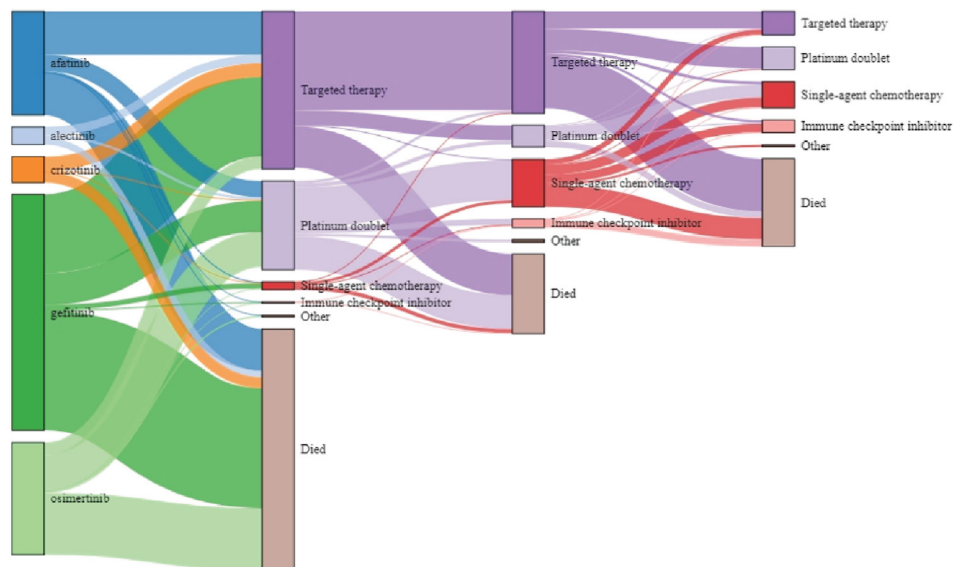 afatinib
alectinib
crizotinib
gefitinib
osimertinib
Targeted therapy
Platinum doublet
Single-agent chemotherapy
Immune checkpoint inhibitor
Other
Died
Targeted therapy
Platinum doublet
Single-agent chemotherapy
Immune checkpoint inhibitor
Other
Died
Targeted therapy
Platinum doublet
Single-agent chemotherapy
Immune checkpoint inhibitor
Other
Died